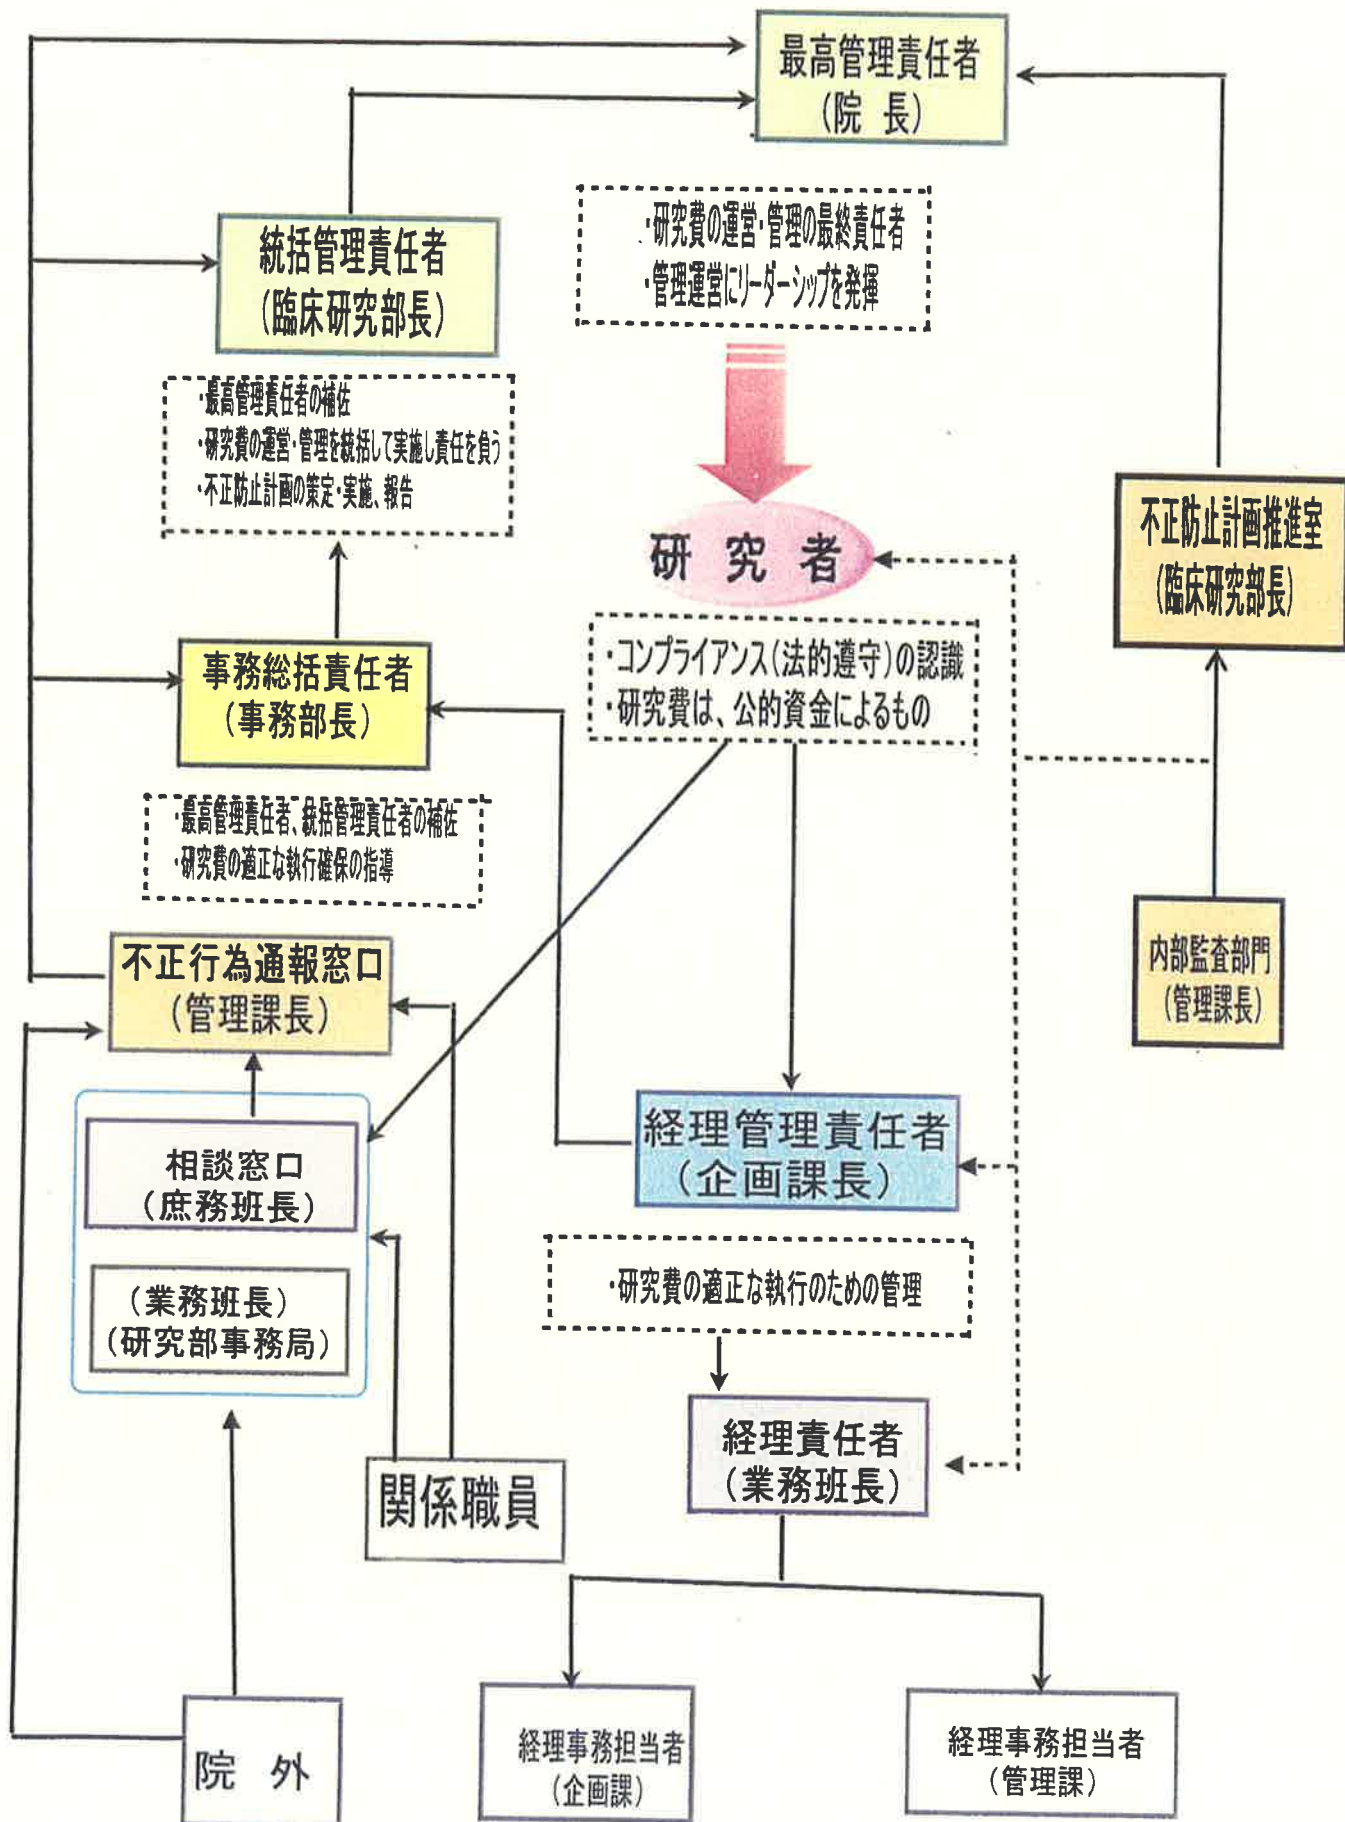 最高管理責任者
(院 長)
・研究費の運営・管理の最終責任者
・管理運営にリーダーシップを発揮
統括管理責任者
(臨床研究部長)
・最高管理責任者の補佐
・研究費の運営・管理を統括して実施し責任を負う
・不正防止計画の策定・実施、報告
研 究 者
不正防止計画推進室
(臨床研究部長)
・コンプライアンス(法的遵守)の認識
・研究費は、公的資金によるもの
事務総括責任者
(事務部長)
・最高管理責任者、統括管理責任者の補佐
・研究費の適正な執行確保の指導
不正行為通報窓口
(管理課長)
内部監査部門
(管理課長)
相談窓口
(庶務班長)
(業務班長)
(研究部事務局)
経理管理責任者
(企画課長)
・研究費の適正な執行のための管理
経理責任者
(業務班長)
関係職員
院 外
経理事務担当者
(企画課)
経理事務担当者
(管理課)